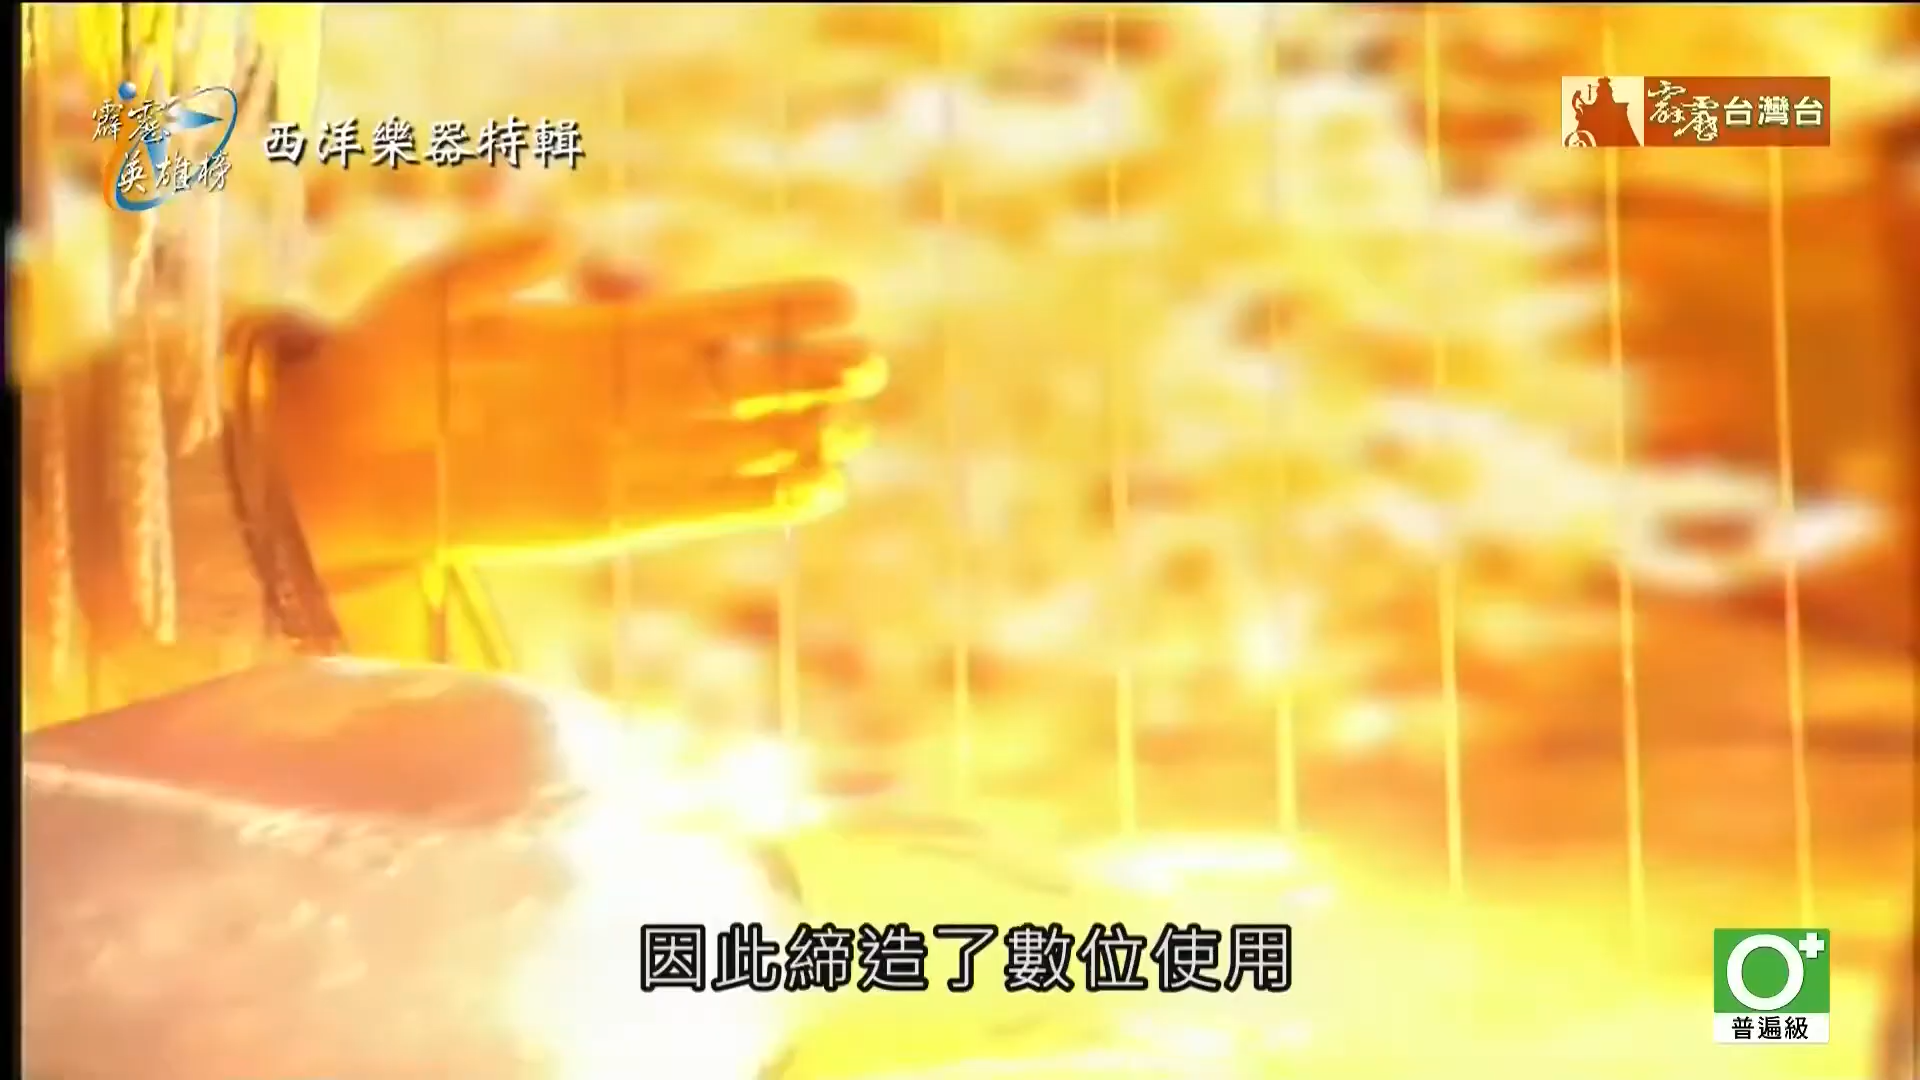 霹靂
英雄榜
西洋樂器特輯
霹靂台灣台
因此締造了數位使用
普遍級